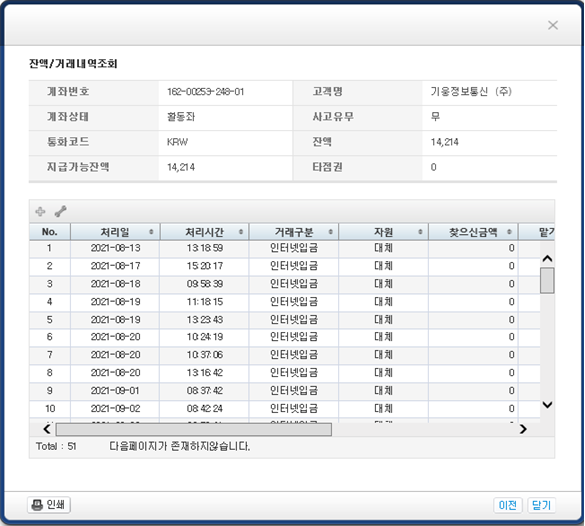 잔액/거래내역조회
계좌번호 162-00253-248-01 고객명 기웅정보통신 (주)
계좌상태 활동좌 사고유무 무
통화코드 KRW 잔액 14,214
지급가능잔액 14,214 타점권 0
No. 처리일 처리시간 거래구분 자원 찾으신금액
1 2021-08-13 13:18:59 인터넷입금 대체 0
2 2021-08-17 15:20:17 인터넷입금 대체 0
3 2021-08-18 09:58:39 인터넷입금 대체 0
4 2021-08-19 11:18:15 인터넷입금 대체 0
5 2021-08-19 13:23:43 인터넷입금 대체 0
6 2021-08-20 10:24:19 인터넷입금 대체 0
7 2021-08-20 10:37:06 인터넷입금 대체 0
8 2021-08-20 13:16:42 인터넷입금 대체 0
9 2021-09-01 08:37:42 인터넷입금 대체 0
10 2021-09-02 08:42:24 인터넷입금 대체 0
Total : 51 다음페이지가 존재하지않습니다.
인쇄 이전 닫기